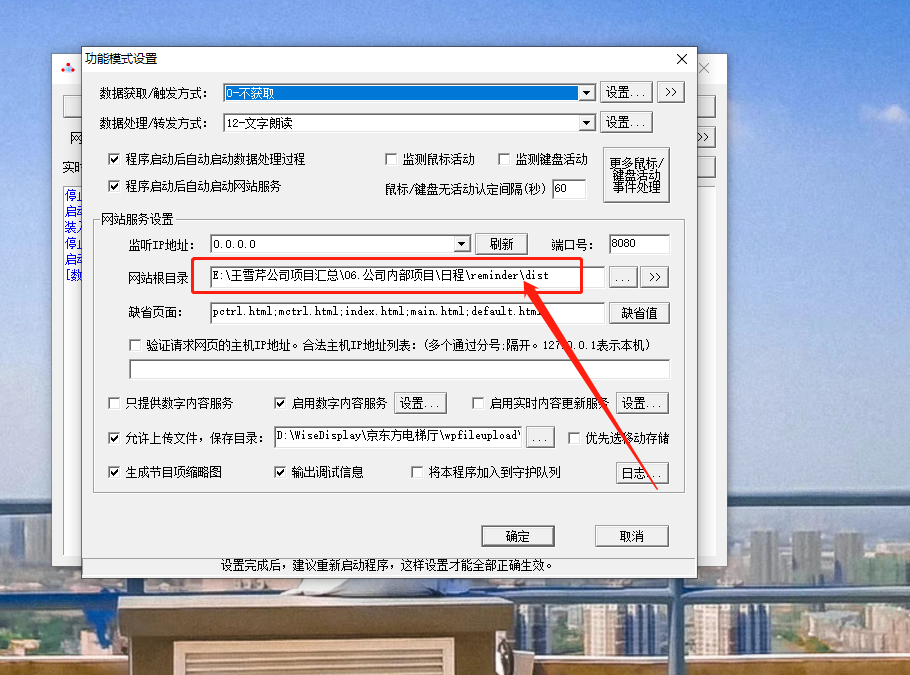 功能模式设置
数据获取/触发方式： 0-不获取 设置... >>
数据处理/转发方式： 12-文字朗读 设置...
程序启动后自动启动数据处理过程 监测鼠标活动 监测键盘活动
更多鼠标/
键盘活动
事件处理
程序启动后自动启动网站服务 鼠标/键盘无活动认定间隔(秒) 60
网站服务设置
监听IP地址： 0.0.0.0 刷新 端口号： 8080
网站根目录 E:\王雪芹公司项目汇总\06.公司内部项目\日程\reminder\dist ... >>
缺省页面： pctrl.html;mctrl.html;index.html;main.html;default.html 缺省值
验证请求网页的主机IP地址。合法主机IP地址列表：(多个通过分号;隔开。127.0.0.1表示本机)
只提供数字内容服务 启用数字内容服务 设置... 启用实时内容更新服务 设置...
允许上传文件，保存目录： D:\WiseDisplay\京东方电梯厅\wpfileupload\ ... 优先选移动存储
生成节目项缩略图 输出调试信息 将本程序加入到守护队列 日志...
确定 取消
设置完成后，建议重新启动程序，这样设置才能全部正确生效。
>>
实时
停
启动
装入
停
启动
[数